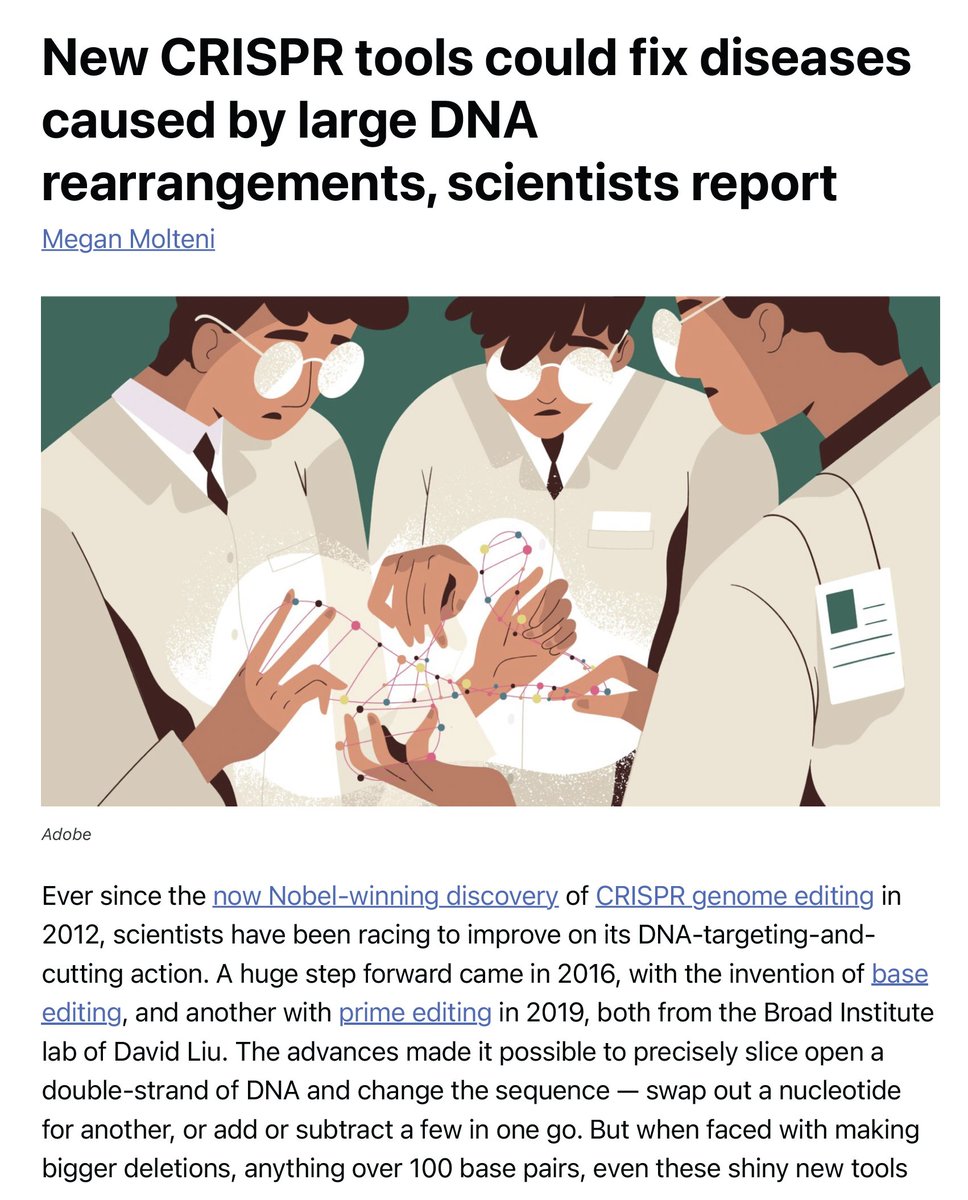 New CRISPR tools could fix diseases
caused by large DNA
rearrangements, scientists report
Megan Molteni
Adobe
Ever since the now Nobel-winning discovery of CRISPR genome editing in
2012, scientists have been racing to improve on its DNA-targeting-and-
cutting action. A huge step forward came in 2016, with the invention of base
editing, and another with prime editing in 2019, both from the Broad Institute
lab of David Liu. The advances made it possible to precisely slice open a
double-strand of DNA and change the sequence — swap out a nucleotide
for another, or add or subtract a few in one go. But when faced with making
bigger deletions, anything over 100 base pairs, even these shiny new tools